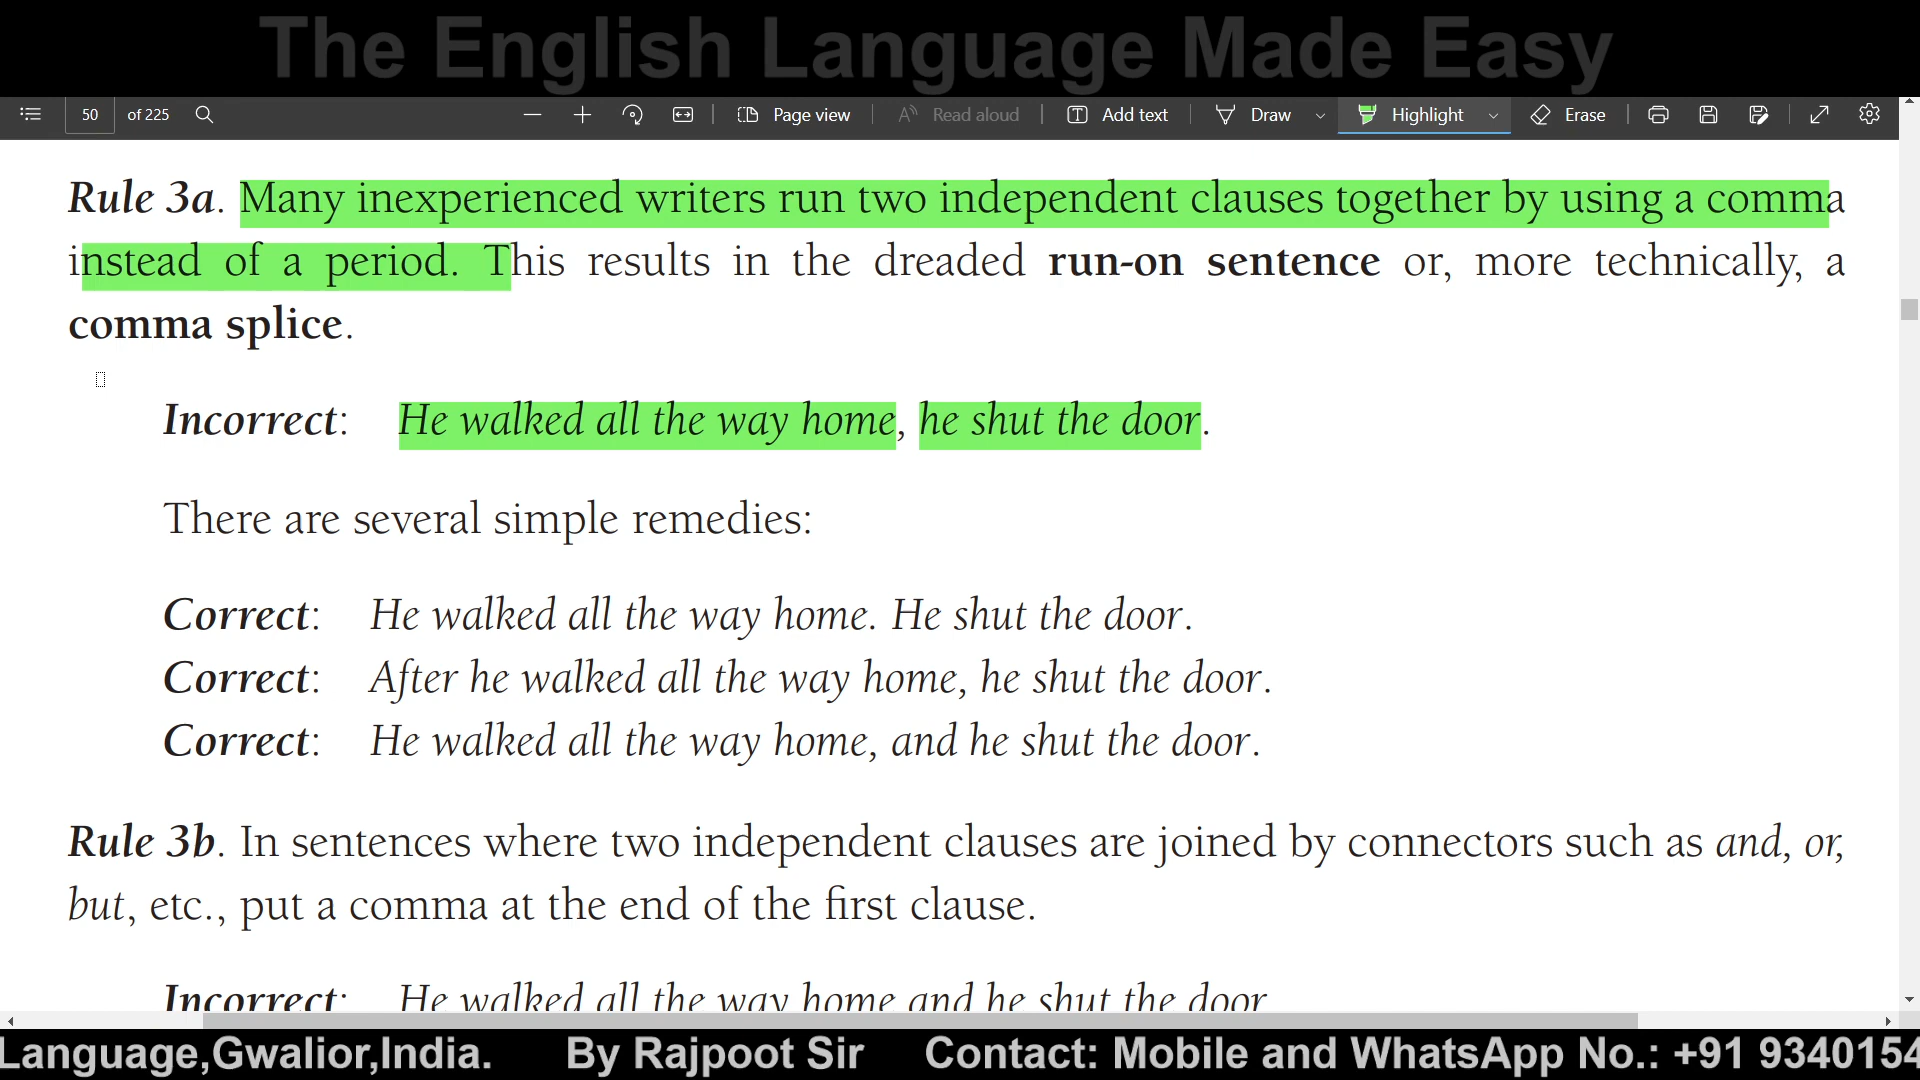 The English Language Made Easy
50 of 225 Page view Read aloud Add text Draw Highlight Erase
Rule 3a. Many inexperienced writers run two independent clauses together by using a comma
instead of a period. This results in the dreaded run-on sentence or, more technically, a
comma splice.
Incorrect: He walked all the way home, he shut the door.
There are several simple remedies:
Correct: He walked all the way home. He shut the door.
Correct: After he walked all the way home, he shut the door.
Correct: He walked all the way home, and he shut the door.
Rule 3b. In sentences where two independent clauses are joined by connectors such as and, or,
but, etc., put a comma at the end of the first clause.
Incorrect: He walked all the way home and he shut the door
Language,Gwalior,India. By Rajpoot Sir Contact: Mobile and WhatsApp No.: +91 9340154